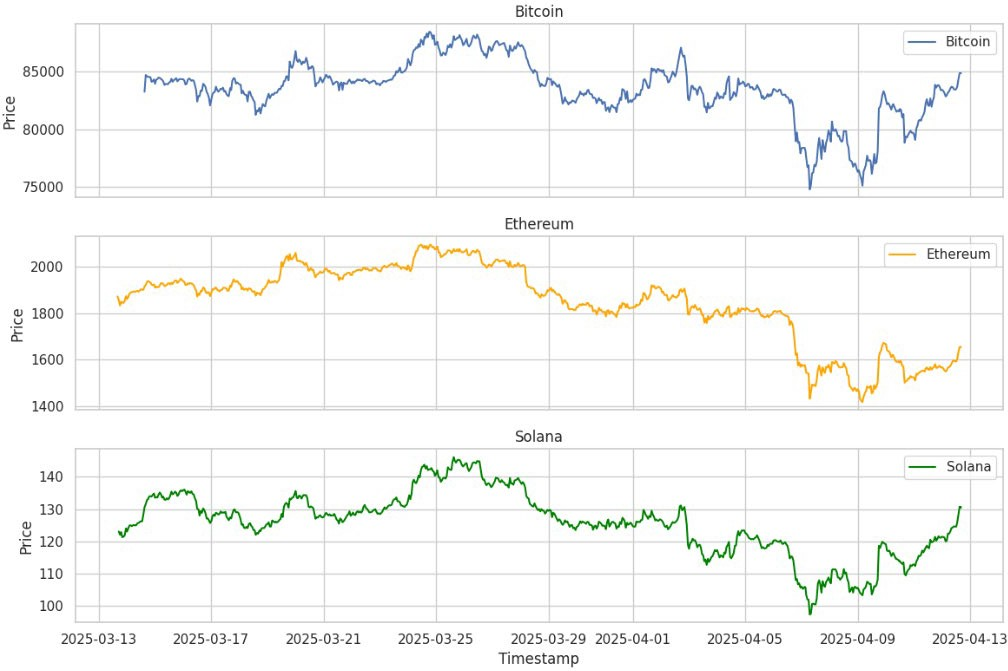 Bitcoin
Price
85000
80000
75000
Bitcoin
Ethereum
Price
2000
1800
1600
1400
Ethereum
Solana
Price
140
130
120
110
100
Solana
2025-03-13 2025-03-17 2025-03-21 2025-03-25 2025-03-29 2025-04-01 2025-04-05 2025-04-09 2025-04-13
Timestamp